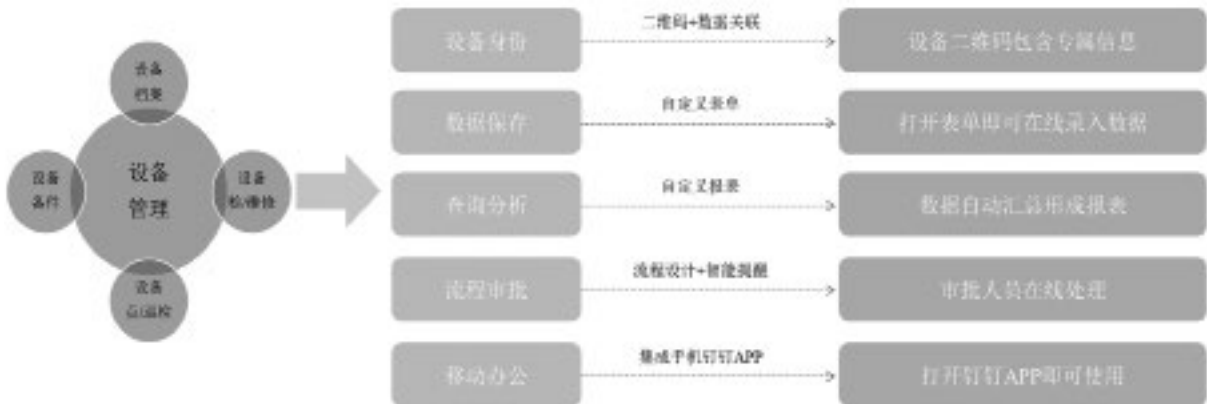 设备
档案
设备
管理
设备
备件
设备
检/维修
设备
点/巡检
设备身份
二维码+数据关联
设备二维码包含专属信息
数据保存
自定义表单
打开表单即可在线录入数据
查询分析
自定义报表
数据自动汇总形成报表
流程审批
流程设计+智能提醒
审批人员在线处理
移动办公
集成手机钉钉APP
打开钉钉APP即可使用